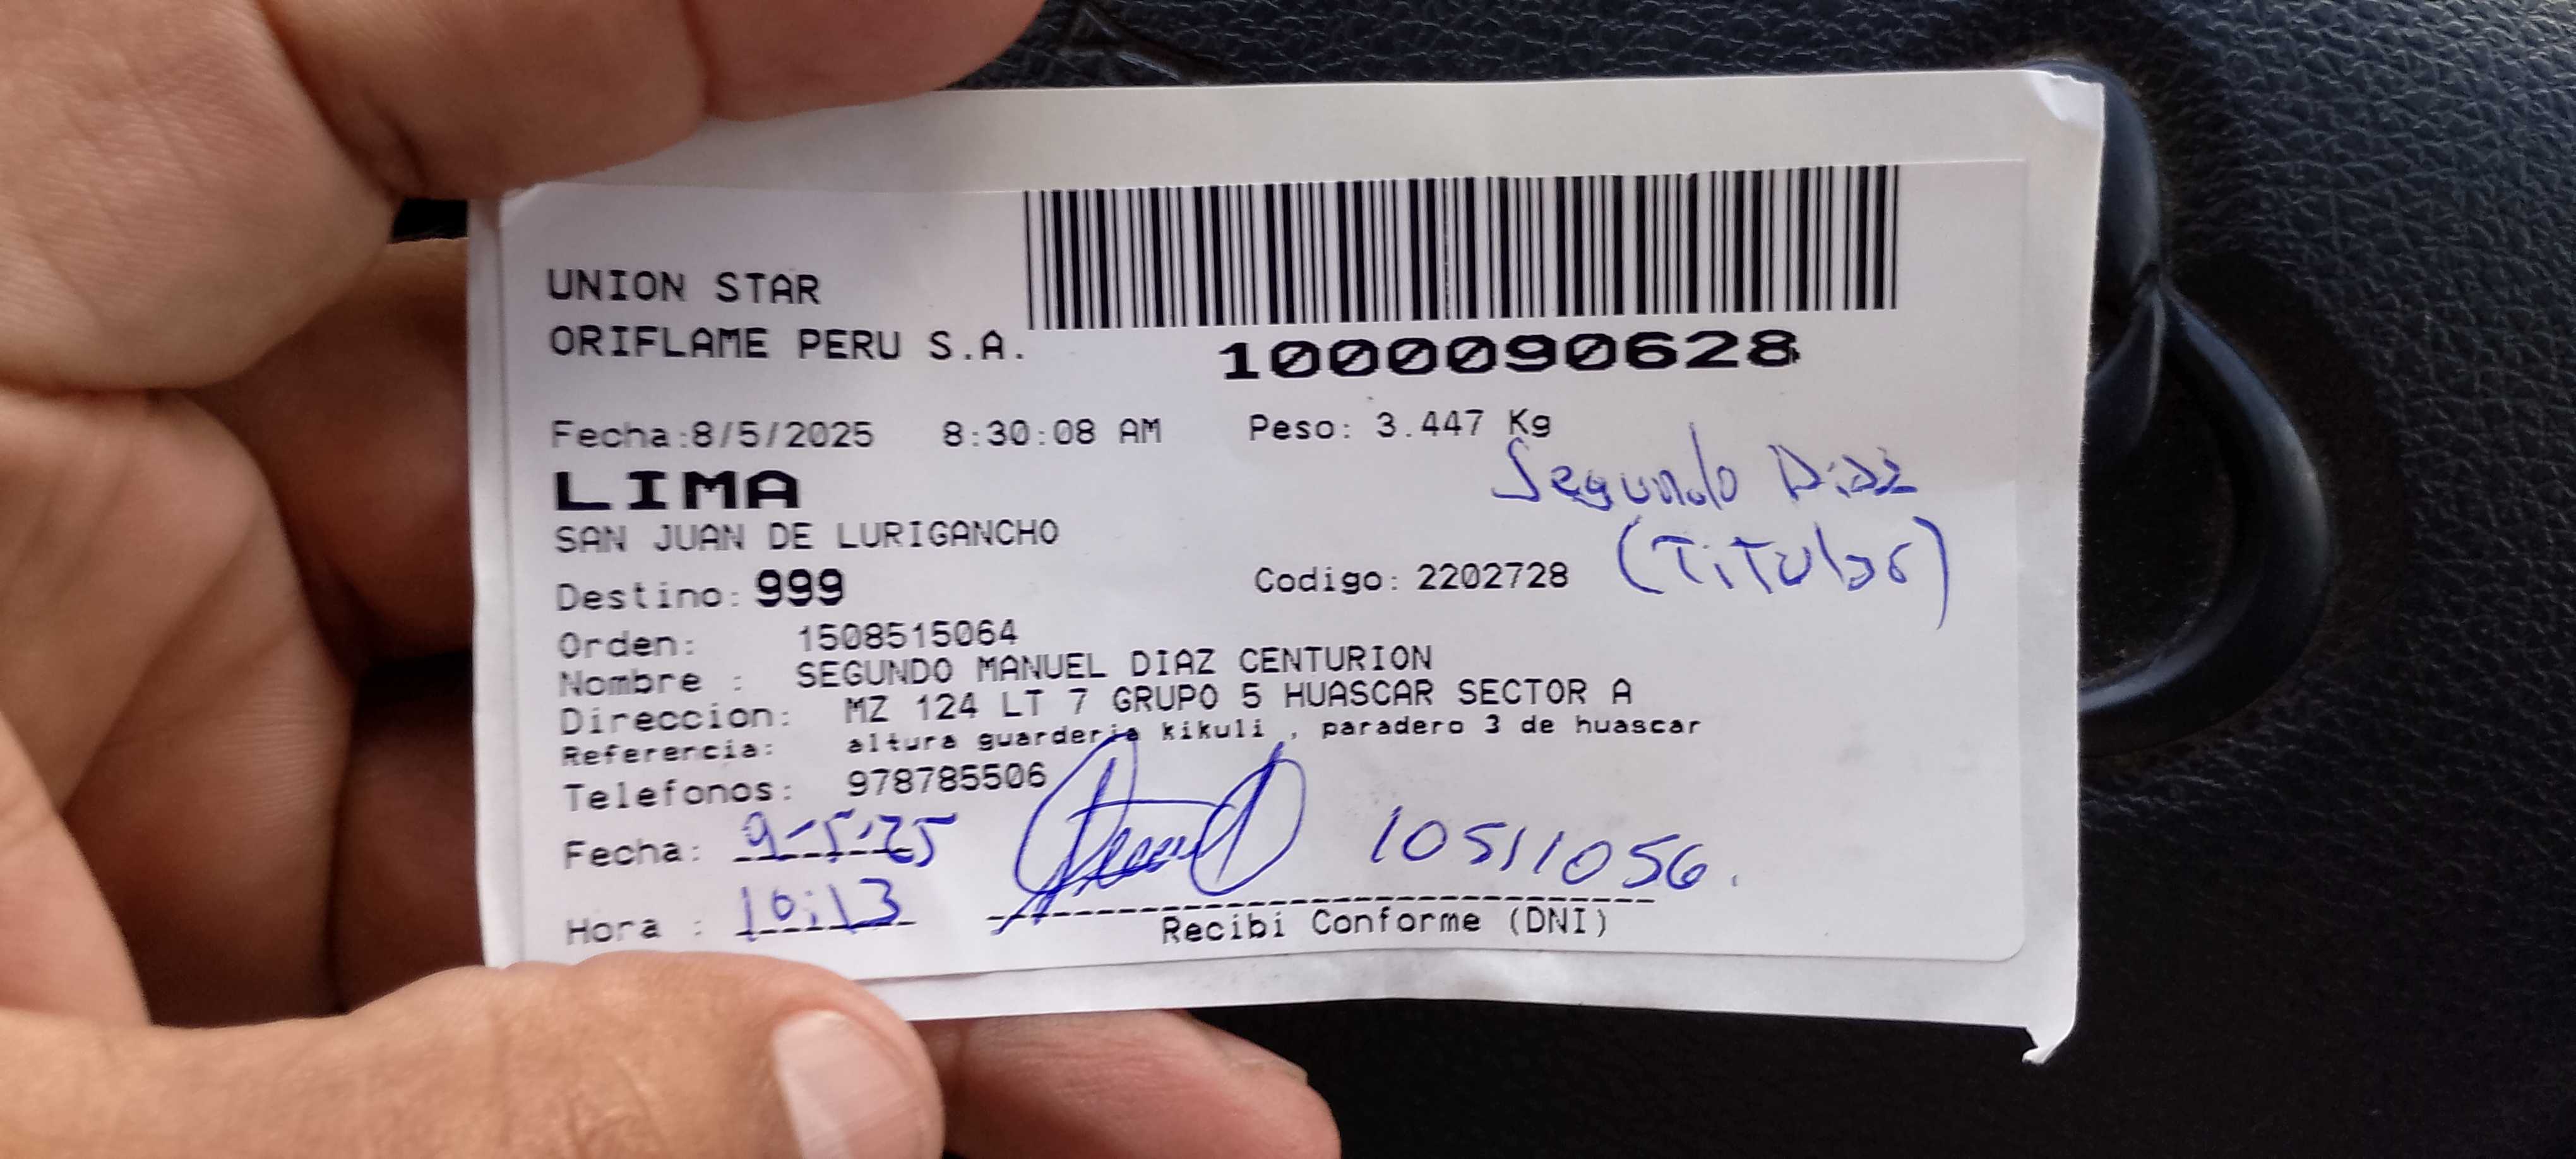 UNION STAR
ORIFLAME PERU S.A.
1000090628
Fecha:8/5/2025 8:30:08 AM Peso: 3.447 Kg
LIMA
Segundo Diaz
SAN JUAN DE LURIGANCHO
(Titular)
Destino: 999 Codigo: 2202728
Orden: 1508515064
Nombre : SEGUNDO MANUEL DIAZ CENTURION
Direccion: MZ 124 LT 7 GRUPO 5 HUASCAR SECTOR A
Referencia: altura guarderia kikuli , paradero 3 de huascar
Telefonos: 978785506
Fecha: 9-5-25
10511056.
Hora : 10:13
Recibi Conforme (DNI)